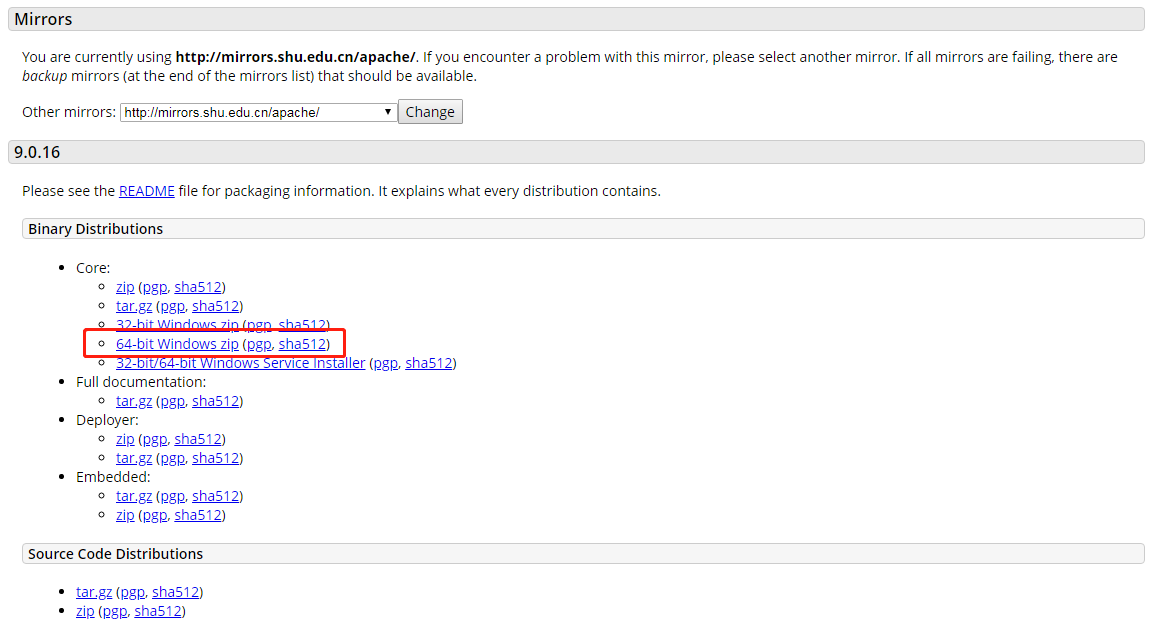 Mirrors
You are currently using http://mirrors.shu.edu.cn/apache/. If you encounter a problem with this mirror, please select another mirror. If all mirrors are failing, there are
backup mirrors (at the end of the mirrors list) that should be available.
Other mirrors: http://mirrors.shu.edu.cn/apache/ Change
9.0.16
Please see the README file for packaging information. It explains what every distribution contains.
Binary Distributions
Core:
zip (pgp, sha512)
tar.gz (pgp, sha512)
32-bit Windows zip (pgp, sha512)
64-bit Windows zip (pgp, sha512)
32-bit/64-bit Windows Service Installer (pgp, sha512)
Full documentation:
tar.gz (pgp, sha512)
Deployer:
zip (pgp, sha512)
tar.gz (pgp, sha512)
Embedded:
tar.gz (pgp, sha512)
zip (pgp, sha512)
Source Code Distributions
tar.gz (pgp, sha512)
zip (pgp, sha512)